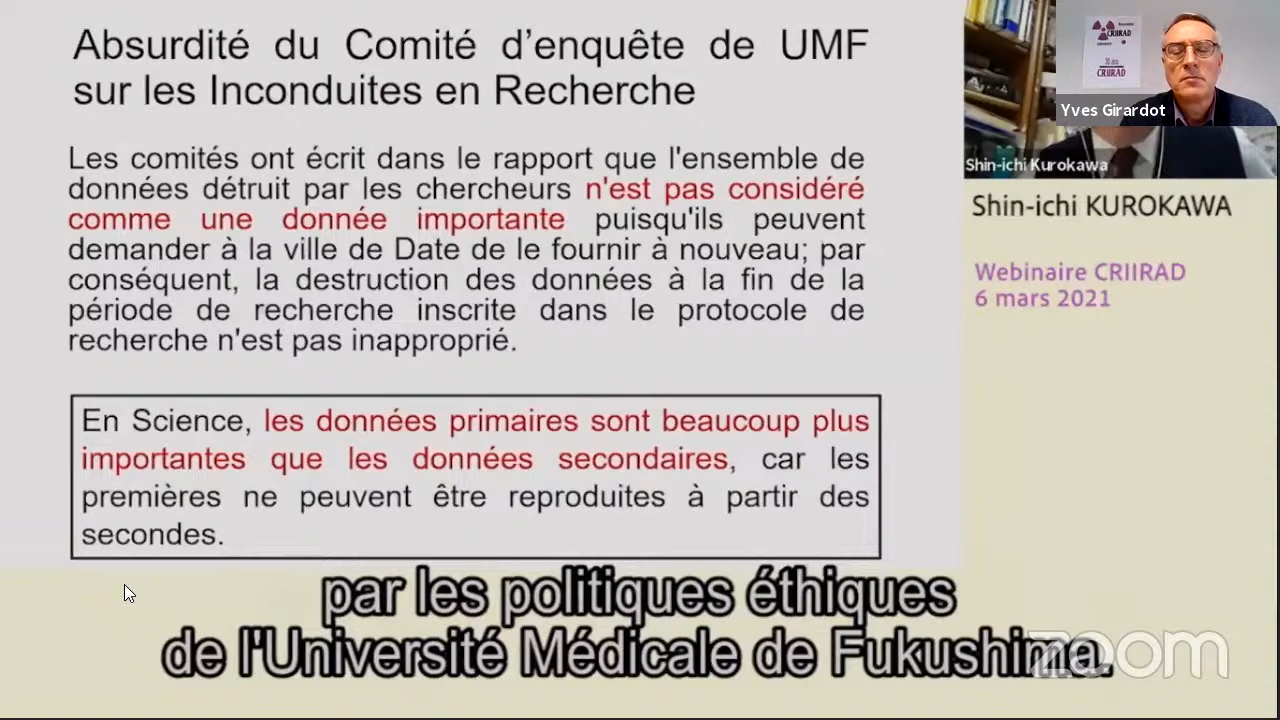 Absurdité du Comité d'enquête de UMF
sur les Inconduites en Recherche
Les comités ont écrit dans le rapport que l'ensemble de
données détruit par les chercheurs n'est pas considéré
comme une donnée importante puisqu'ils peuvent
demander à la ville de Date de le fournir à nouveau; par
conséquent, la destruction des données à la fin de la
période de recherche inscrite dans le protocole de
recherche n'est pas inapproprié.
En Science, les données primaires sont beaucoup plus
importantes que les données secondaires, car les
premières ne peuvent être reproduites à partir des
secondes.
par les politiques éthiques
de l'Université Médicale de Fukushima.
CRIIRAD
CRIIRAD
Yves Girardot
Shin-ichi Kurokawa
Shin-ichi KUROKAWA
Webinaire CRIIRAD
6 mars 2021
zoom